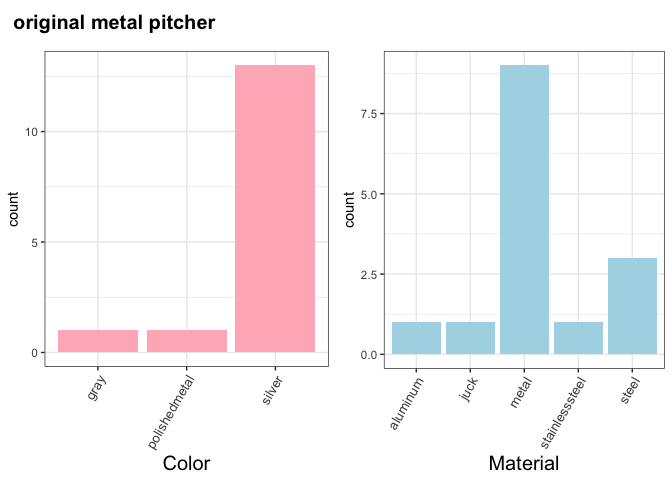 original metal pitcher
count
10
5
0
gray
polishedmetal
silver
Color
count
7.5
5.0
2.5
0.0
aluminum
juck
metal
stainlesssteel
steel
Material